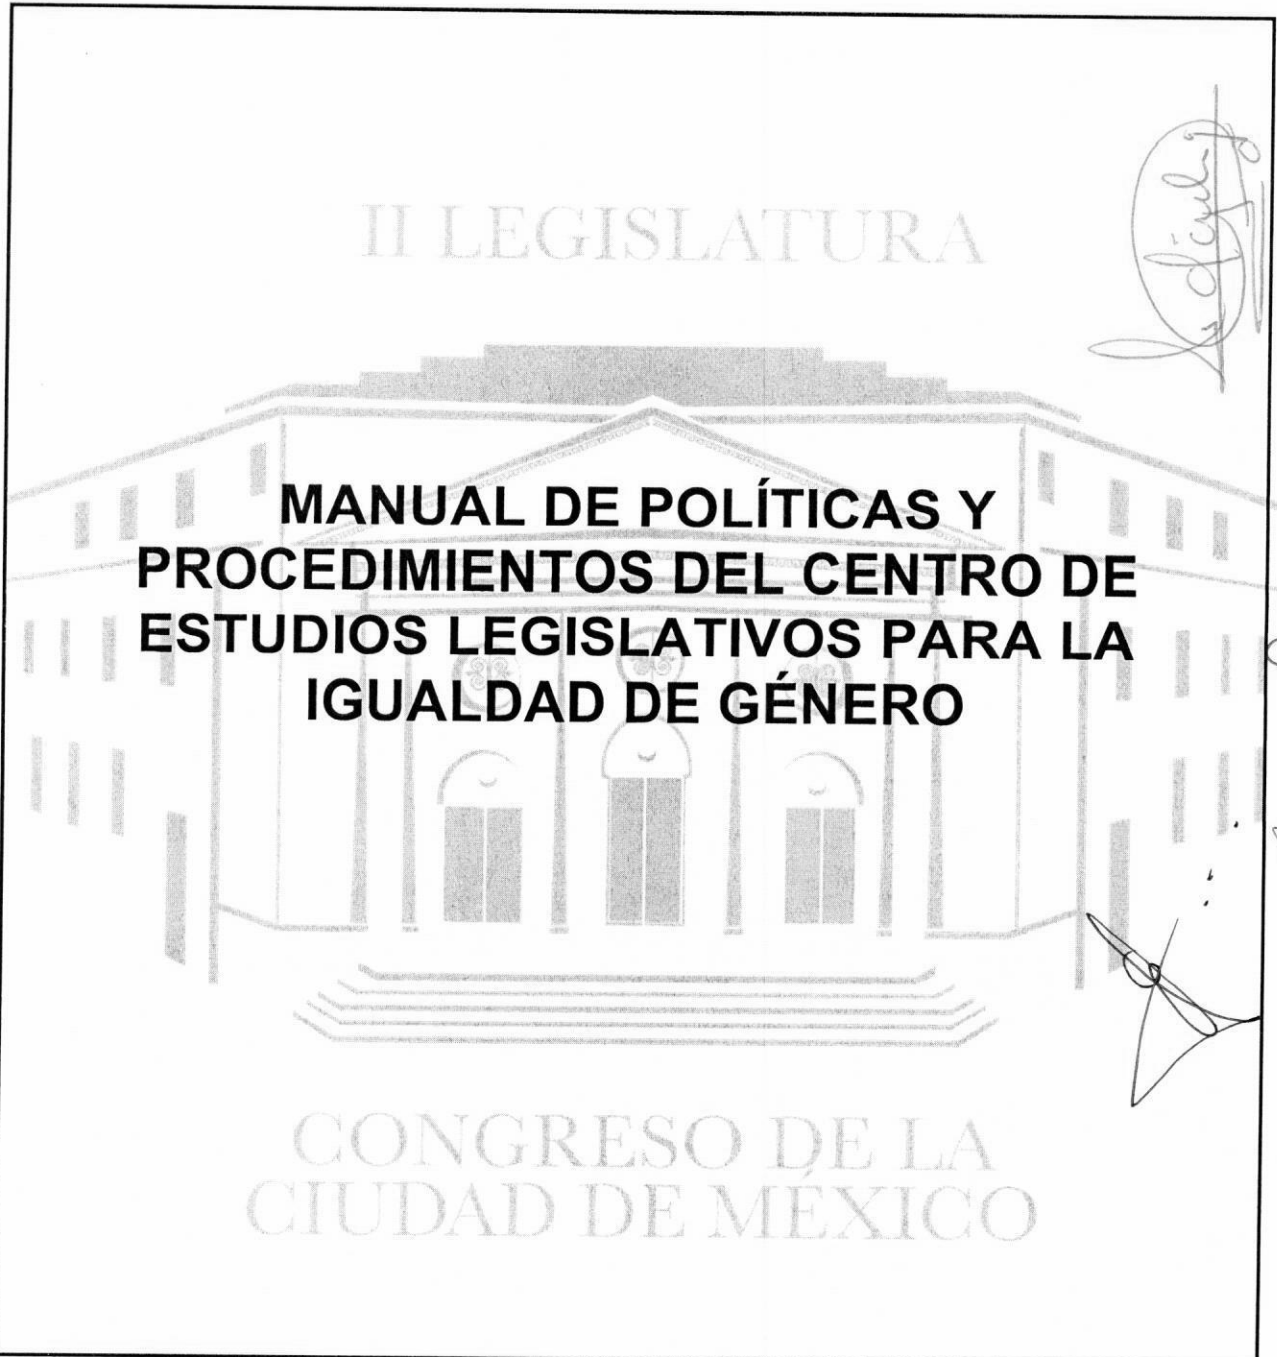 II LEGISLATURA
MANUAL DE POLÍTICAS Y
PROCEDIMIENTOS DEL CENTRO DE
ESTUDIOS LEGISLATIVOS PARA LA
IGUALDAD DE GÉNERO
CONGRESO DE LA
CIUDAD DE MÉXICO